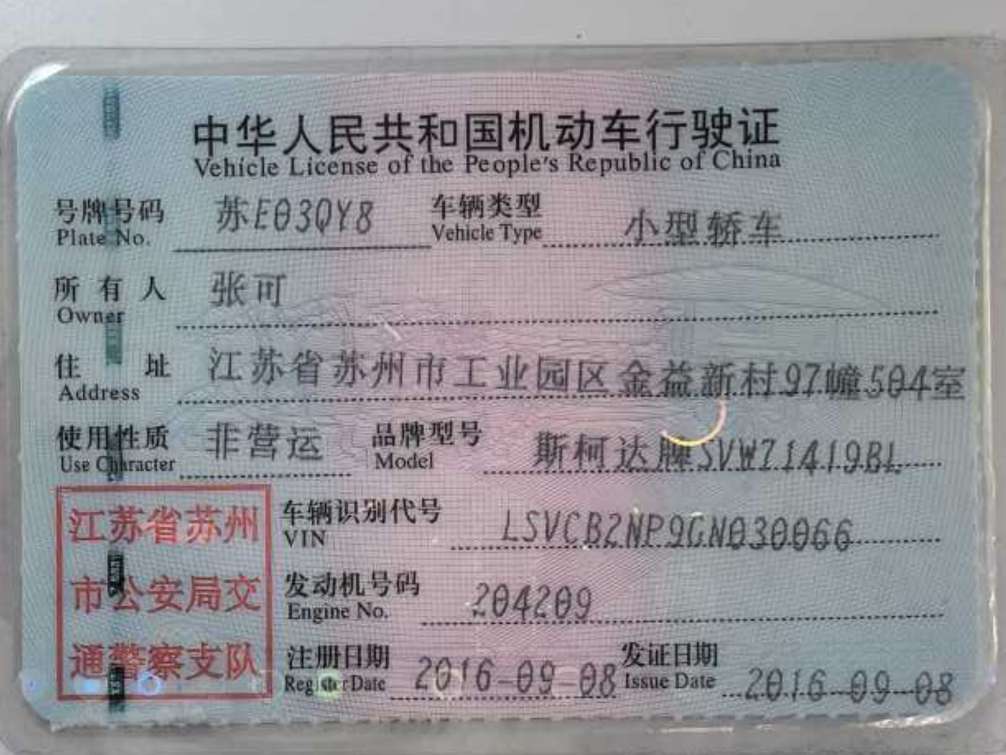 中华人民共和国机动车行驶证
Vehicle License of the People's Republic of China
号牌号码 苏E03QY8 车辆类型 小型轿车
Plate No. Vehicle Type
所有人 张可
Owner
住址 江苏省苏州市工业园区金益新村97幢504室
Address
使用性质 非营运 品牌型号 斯柯达牌SVW71419BL
Use Character Model
江苏省苏州
市公安局交
通警察支队
车辆识别代号 LSVCB2NP9GN030066
VIN
发动机号码 204209
Engine No.
注册日期 2016-09-08 发证日期 2016-09-08
Register Date Issue Date